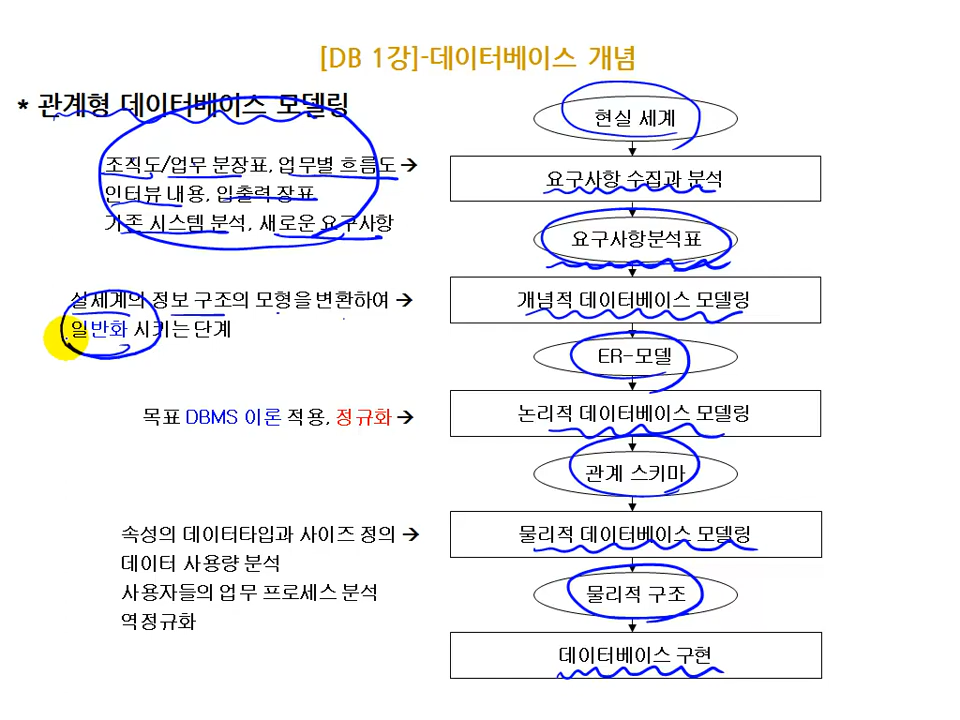 [DB 1강]-데이터베이스 개념
* 관계형 데이터베이스 모델링
현실 세계
조직도/업무 분장표, 업무별 흐름도 →
인터뷰 내용, 입출력 장표
기존 시스템 분석, 새로운 요구사항
요구사항 수집과 분석
요구사항분석표
실세계의 정보 구조의 모형을 변환하여 →
일반화 시키는 단계
개념적 데이터베이스 모델링
ER-모델
목표 DBMS 이론 적용, 정규화 →
논리적 데이터베이스 모델링
관계 스키마
속성의 데이터타입과 사이즈 정의 →
데이터 사용량 분석
사용자들의 업무 프로세스 분석
역정규화
물리적 데이터베이스 모델링
물리적 구조
데이터베이스 구현